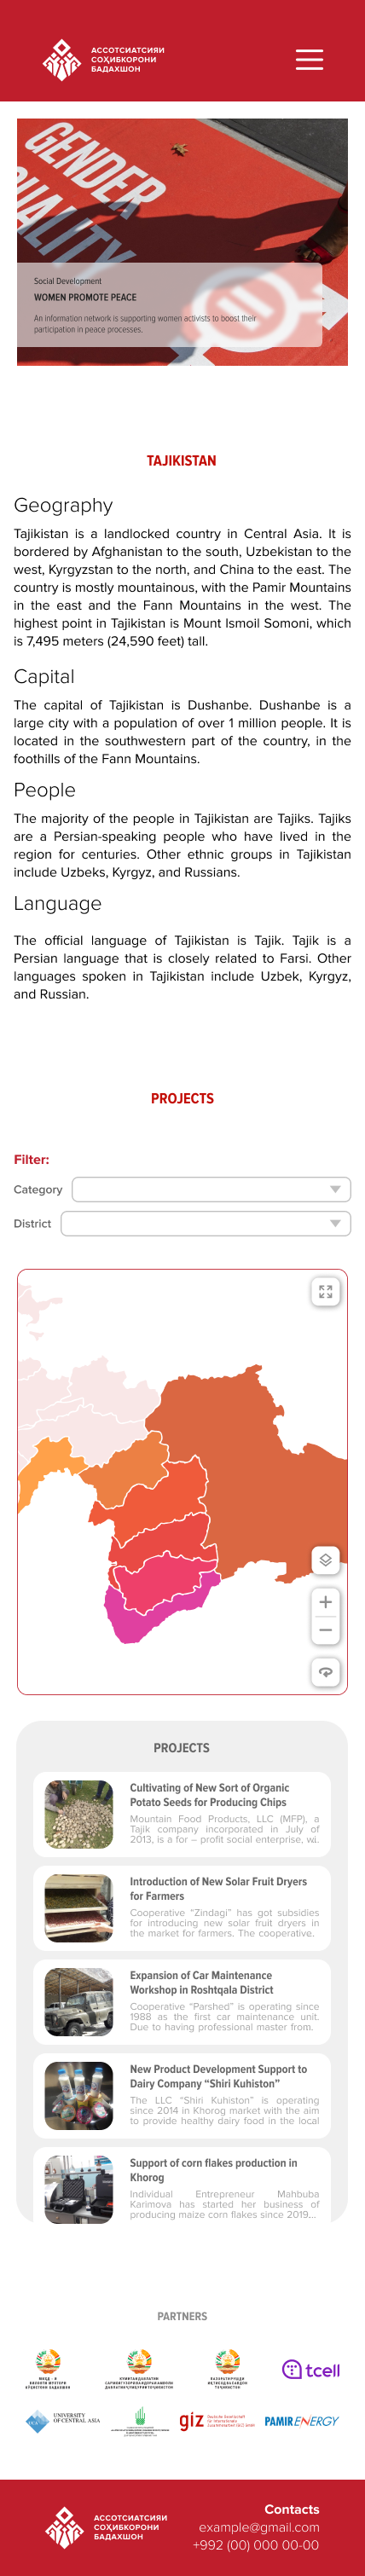 АССОТСИАТСИЯИ
СОҲИБКОРОНИ
БАДАХШОН
GENDER
Social Development
WOMEN PROMOTE PEACE
An information network is supporting women activists to boost their
participation in peace processes.
TAJIKISTAN
Geography
Tajikistan is a landlocked country in Central Asia. It is
bordered by Afghanistan to the south, Uzbekistan to the
west, Kyrgyzstan to the north, and China to the east. The
country is mostly mountainous, with the Pamir Mountains
in the east and the Fann Mountains in the west. The
highest point in Tajikistan is Mount Ismoil Somoni, which
is 7,495 meters (24,590 feet) tall.
Capital
The capital of Tajikistan is Dushanbe. Dushanbe is a
large city with a population of over 1 million people. It is
located in the southwestern part of the country, in the
foothills of the Fann Mountains.
People
The majority of the people in Tajikistan are Tajiks. Tajiks
are a Persian-speaking people who have lived in the
region for centuries. Other ethnic groups in Tajikistan
include Uzbeks, Kyrgyz, and Russians.
Language
The official language of Tajikistan is Tajik. Tajik is a
Persian language that is closely related to Farsi. Other
languages spoken in Tajikistan include Uzbek, Kyrgyz,
and Russian.
PROJECTS
Filter:
Category
District
PROJECTS
Cultivating of New Sort of Organic
Potato Seeds for Producing Chips
Mountain Food Products, LLC (MFP), a
Tajik company incorporated in July of
2013, is a for – profit social enterprise,
Introduction of New Solar Fruit Dryers
for Farmers
Cooperative “Zindagi” has got subsidies
for introducing new solar fruit dryers in
the market for farmers. The cooperative.
Expansion of Car Maintenance
Workshop in Roshtqala District
Cooperative “Parshed” is operating since
1988 as the first car maintenance unit.
Due to having professional master from.
New Product Development Support to
Dairy Company “Shiri Kuhiston”
The LLC “Shiri Kuhiston” is operating
since 2014 in Khorog market with the aim
to provide healthy dairy food in the local
Support of corn flakes production in
Khorog
Individual Entrepreneur Mahbuba
Karimova has started her business of
producing maize corn flakes since 2019...
PARTNERS
tcell
UNIVERSITY
OF CENTRAL ASIA
giz
PAMIR ENERGY
АССОТСИАТСИЯИ
СОҲИБКОРОНИ
БАДАХШОН
Contacts
example@gmail.com
+992 (00) 000 00-00